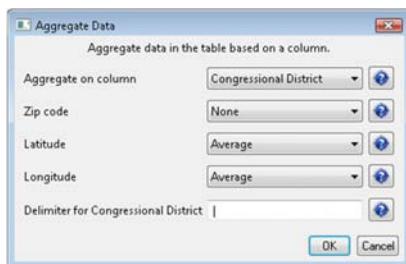 Aggregate Data
Aggregate data in the table based on a column.
Aggregate on column Congressional District
Zip code None
Latitude Average
Longitude Average
Delimiter for Congressional District |
OK Cancel